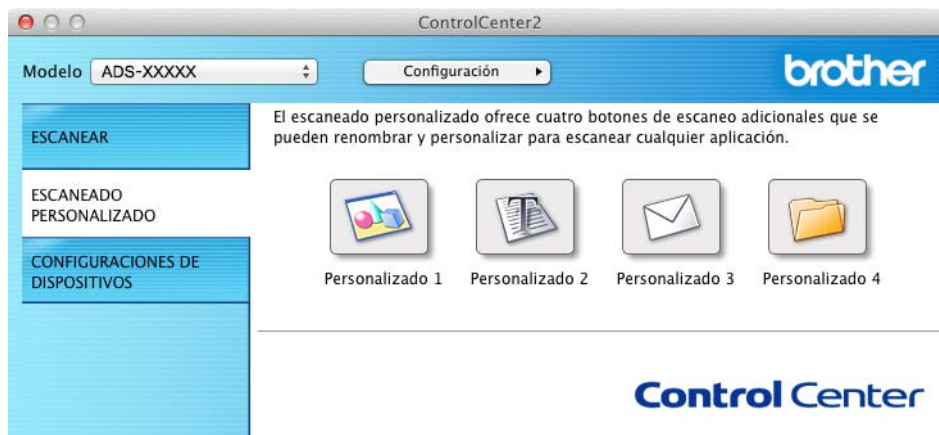 ControlCenter2
Modelo ADS-XXXXX Configuración brother
ESCANEAR
ESCANEADO
PERSONALIZADO
CONFIGURACIONES DE
DISPOSITIVOS
El escaneado personalizado ofrece cuatro botones de escaneo adicionales que se
pueden renombrar y personalizar para escanear cualquier aplicación.
Personalizado 1 Personalizado 2 Personalizado 3 Personalizado 4
Control Center